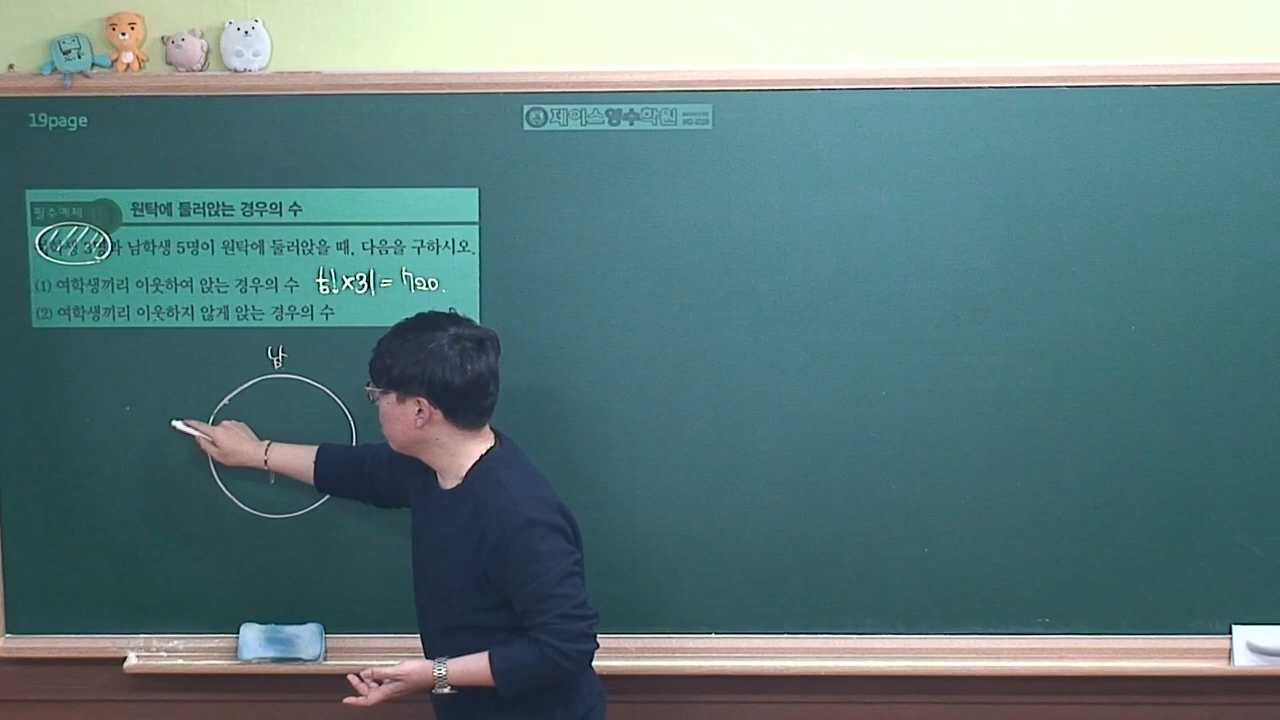 19page
제이스영수학원
필수예제 원탁에 둘러앉는 경우의 수
남학생 5명이 원탁에 둘러앉을 때, 다음을 구하시오.
(1) 여학생끼리 이웃하여 앉는 경우의 수 5!×3!=720.
(2) 여학생끼리 이웃하지 않게 앉는 경우의 수
남